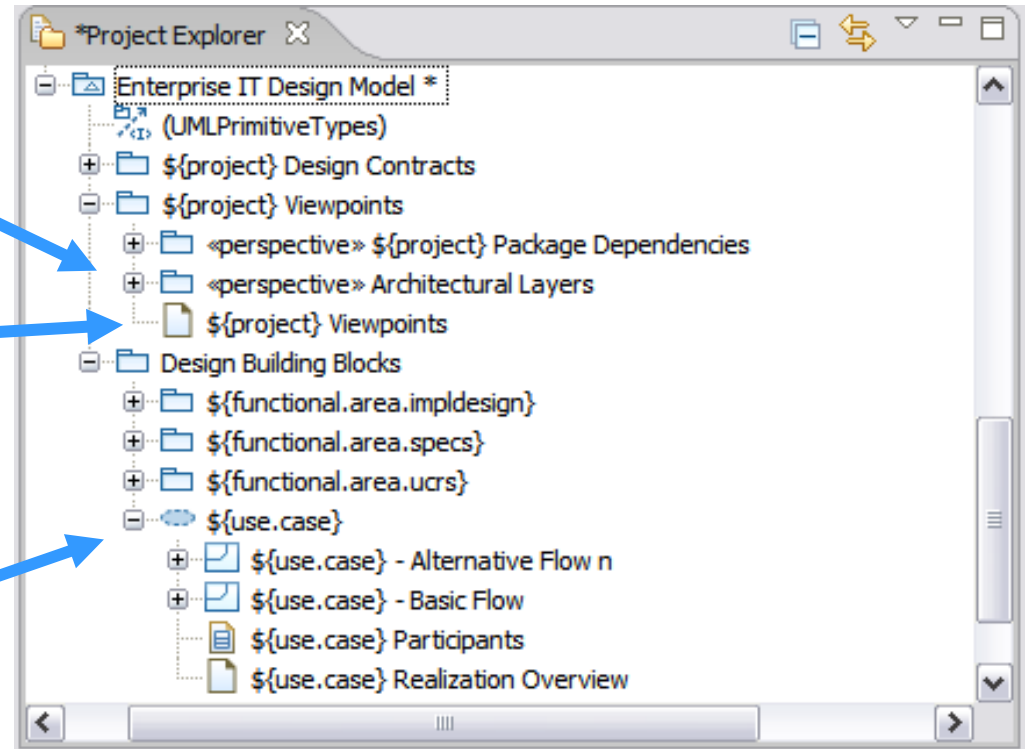 *Project Explorer
Enterprise IT Design Model *
(UMLPrimitiveTypes)
${project} Design Contracts
${project} Viewpoints
«perspective» ${project} Package Dependencies
«perspective» Architectural Layers
${project} Viewpoints
Design Building Blocks
${functional.area.impldesign}
${functional.area.specs}
${functional.area.ucrs}
${use.case}
${use.case} - Alternative Flow n
${use.case} - Basic Flow
${use.case} Participants
${use.case} Realization Overview